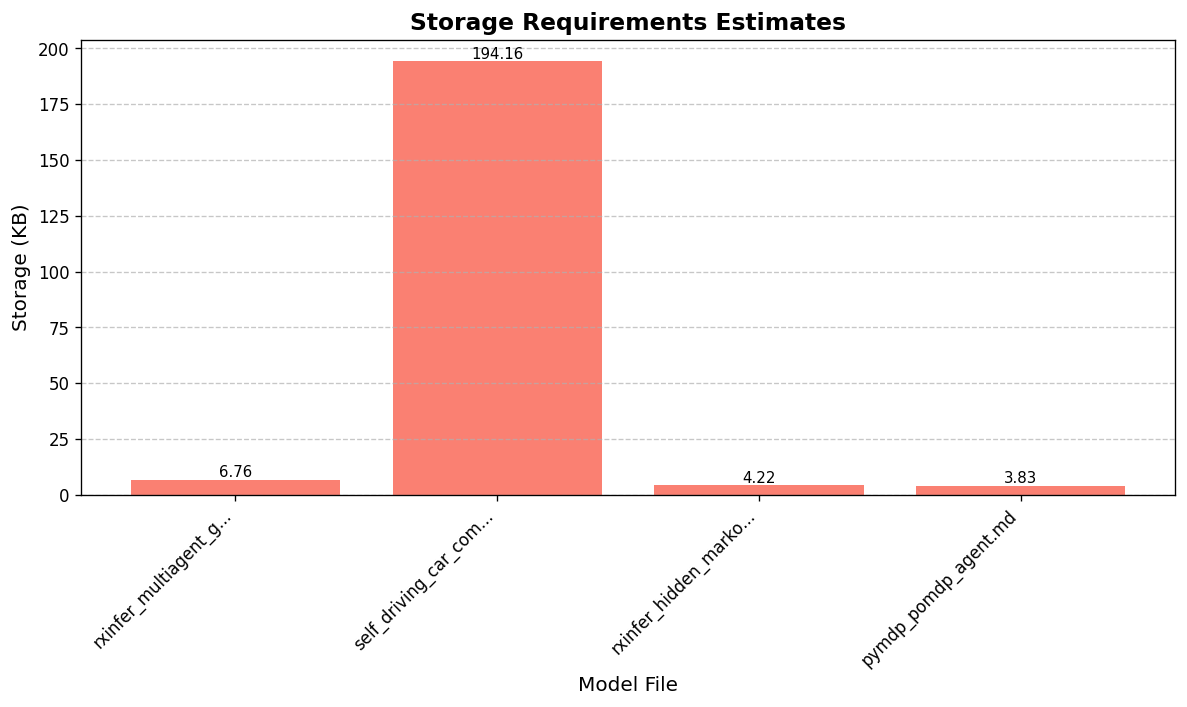 Storage Requirements Estimates
200
175
150
125
100
75
50
25
0
Storage (KB)
6.76
194.16
4.22
3.83
rxinfer_multiagent_g...
self_driving_car_com...
rxinfer_hidden_marko...
pymdp_pomdp_agent.md
Model File